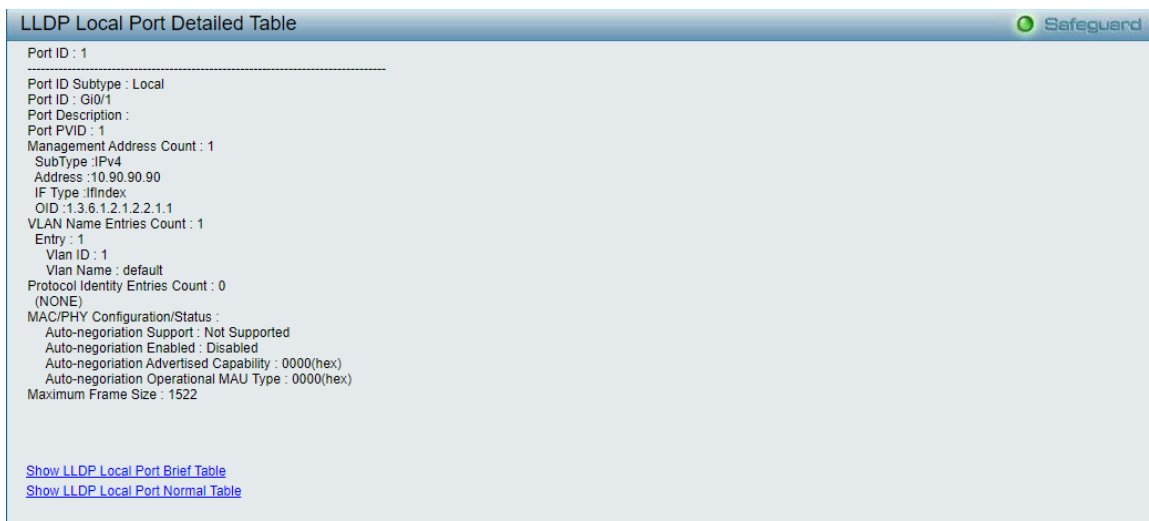 LLDP Local Port Detailed Table
Safeguard
Port ID : 1
--------------------------------------------------------------------------------
Port ID Subtype : Local
Port ID : Gi0/1
Port Description :
Port PVID : 1
Management Address Count : 1
SubType :IPv4
Address :10.90.90.90
IF Type :IfIndex
OID :1.3.6.1.2.1.2.2.1.1
VLAN Name Entries Count : 1
Entry : 1
Vlan ID : 1
Vlan Name : default
Protocol Identity Entries Count : 0
(NONE)
MAC/PHY Configuration/Status :
Auto-negoriation Support : Not Supported
Auto-negoriation Enabled : Disabled
Auto-negoriation Advertised Capability : 0000(hex)
Auto-negoriation Operational MAU Type : 0000(hex)
Maximum Frame Size : 1522
Show LLDP Local Port Brief Table
Show LLDP Local Port Normal Table